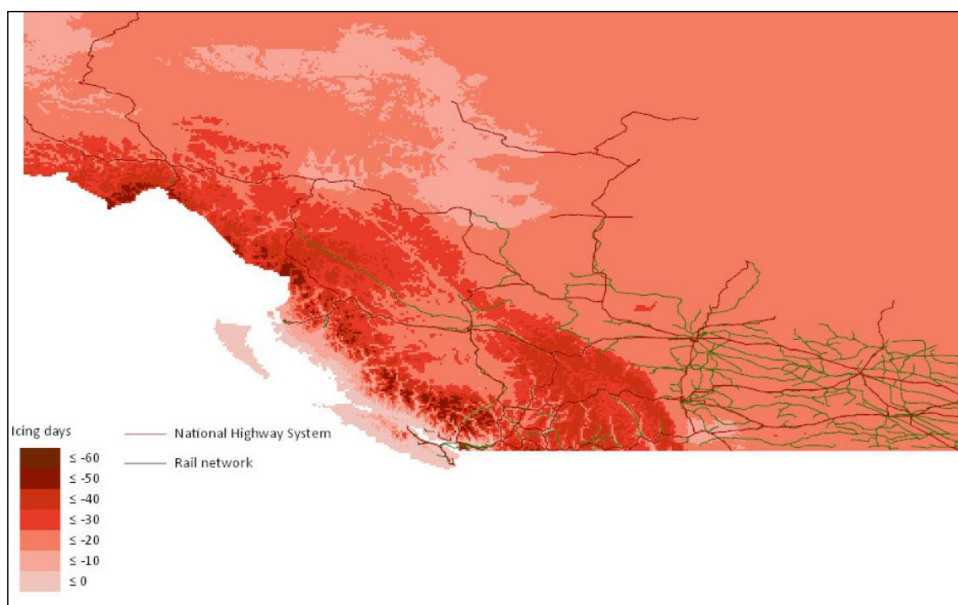 Icing days
National Highway System
Rail network
≤ -60
≤ -50
≤ -40
≤ -30
≤ -20
≤ -10
≤ 0